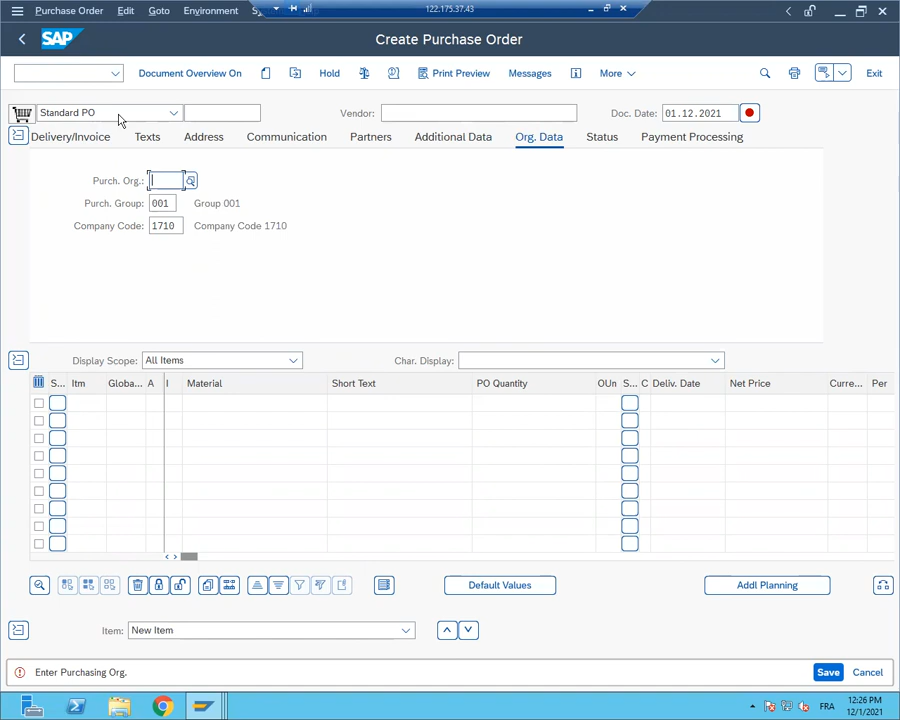 122.175.37.43
Purchase Order Edit Goto Environment
SAP
Create Purchase Order
Document Overview On Hold Print Preview Messages More Exit
Standard PO Vendor: Doc. Date: 01.12.2021
Delivery/Invoice Texts Address Communication Partners Additional Data Org. Data Status Payment Processing
Purch. Org.:
Purch. Group: 001 Group 001
Company Code: 1710 Company Code 1710
Display Scope: All Items Char. Display:
S... Itm Globa... A I Material Short Text PO Quantity OUn S... C Deliv. Date Net Price Curre... Per
Default Values Addl Planning
Item: New Item
Enter Purchasing Org. Save Cancel
FRA 12:26 PM
12/1/2021